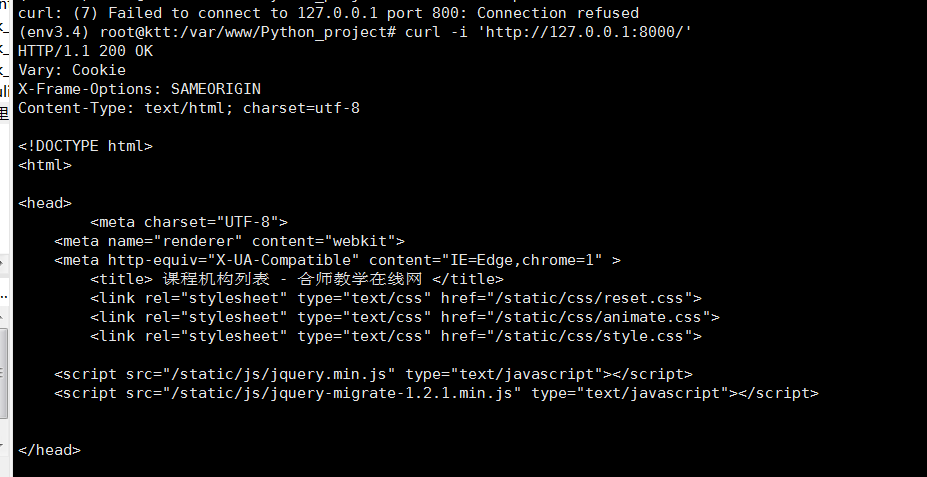 curl: (7) Failed to connect to 127.0.0.1 port 800: Connection refused
(env3.4) root@ktt:/var/www/Python_project# curl -i 'http://127.0.0.1:8000/'
HTTP/1.1 200 OK
Vary: Cookie
X-Frame-Options: SAMEORIGIN
Content-Type: text/html; charset=utf-8
<!DOCTYPE html>
<html>
<head>
<meta charset="UTF-8">
<meta name="renderer" content="webkit">
<meta http-equiv="X-UA-Compatible" content="IE=Edge,chrome=1" >
<title> 课程机构列表 - 合师教学在线网 </title>
<link rel="stylesheet" type="text/css" href="/static/css/reset.css">
<link rel="stylesheet" type="text/css" href="/static/css/animate.css">
<link rel="stylesheet" type="text/css" href="/static/css/style.css">
<script src="/static/js/jquery.min.js" type="text/javascript"></script>
<script src="/static/js/jquery-migrate-1.2.1.min.js" type="text/javascript"></script>
</head>